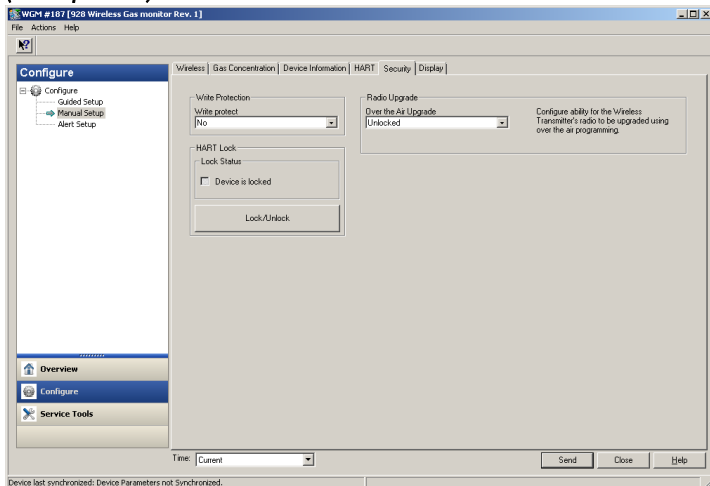 WGM #187 [928 Wireless Gas monitor Rev. 1]
File Actions Help
Configure
Configure
Guided Setup
Manual Setup
Alert Setup
Overview
Configure
Service Tools
Wireless Gas Concentration Device Information HART Security Display
Write Protection
Write protect
No
HART Lock
Lock Status
Device is locked
Lock/Unlock
Radio Upgrade
Over the Air Upgrade
Unlocked
Configure ability for the Wireless
Transmitter's radio to be upgraded using
over the air programming.
Time: Current
Send Close Help
Device last synchronized: Device Parameters not Synchronized.